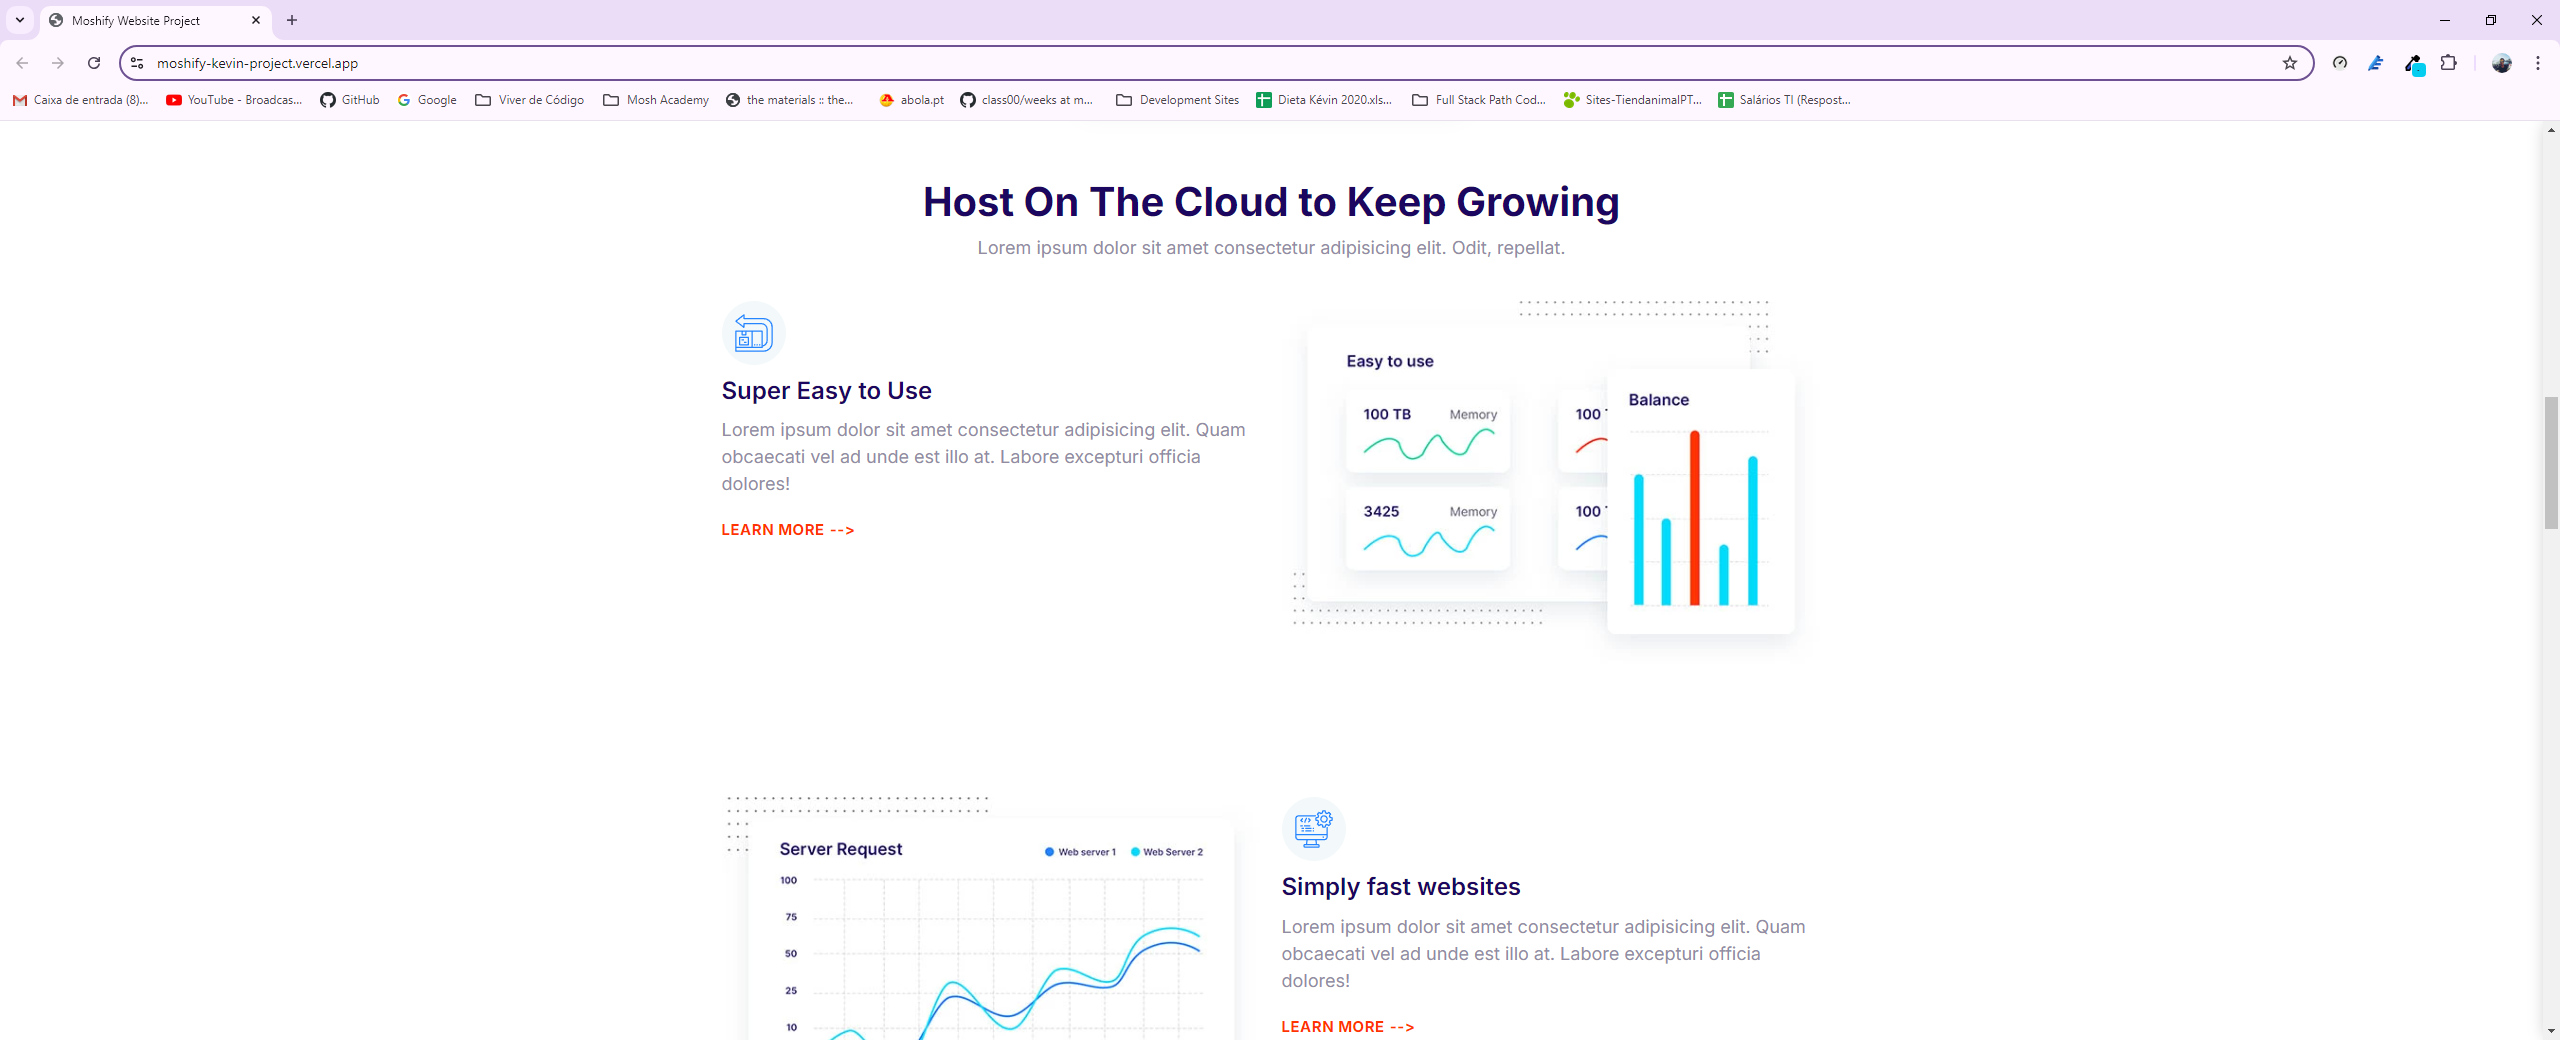 Moshify Website Project
moshify-kevin-project.vercel.app
Caixa de entrada (8)...
YouTube - Broadcas...
GitHub
Google
Viver de Código
Mosh Academy
the materials :: the...
abola.pt
class00/weeks at m...
Development Sites
Dieta Kévin 2020.xls...
Full Stack Path Cod...
Sites-TiendanimalPT...
Salários TI (Respost...
Host On The Cloud to Keep Growing
Lorem ipsum dolor sit amet consectetur adipisicing elit. Odit, repellat.
Super Easy to Use
Lorem ipsum dolor sit amet consectetur adipisicing elit. Quam
obcaecati vel ad unde est illo at. Labore excepturi officia
dolores!
LEARN MORE -->
Easy to use
100 TB Memory
100
3425 Memory
100
Balance
Server Request
Web server 1
Web Server 2
100
75
50
25
10
Simply fast websites
Lorem ipsum dolor sit amet consectetur adipisicing elit. Quam
obcaecati vel ad unde est illo at. Labore excepturi officia
dolores!
LEARN MORE -->